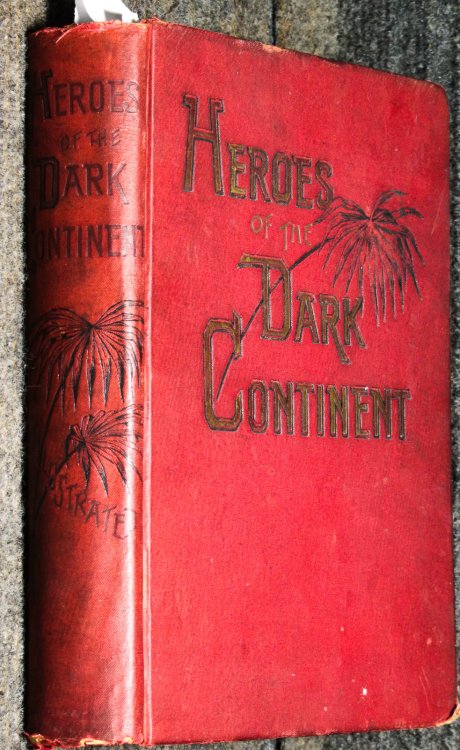 HEROES
OF THE
DARK
CONTINENT
HEROES
OF THE
DARK
CONTINENT